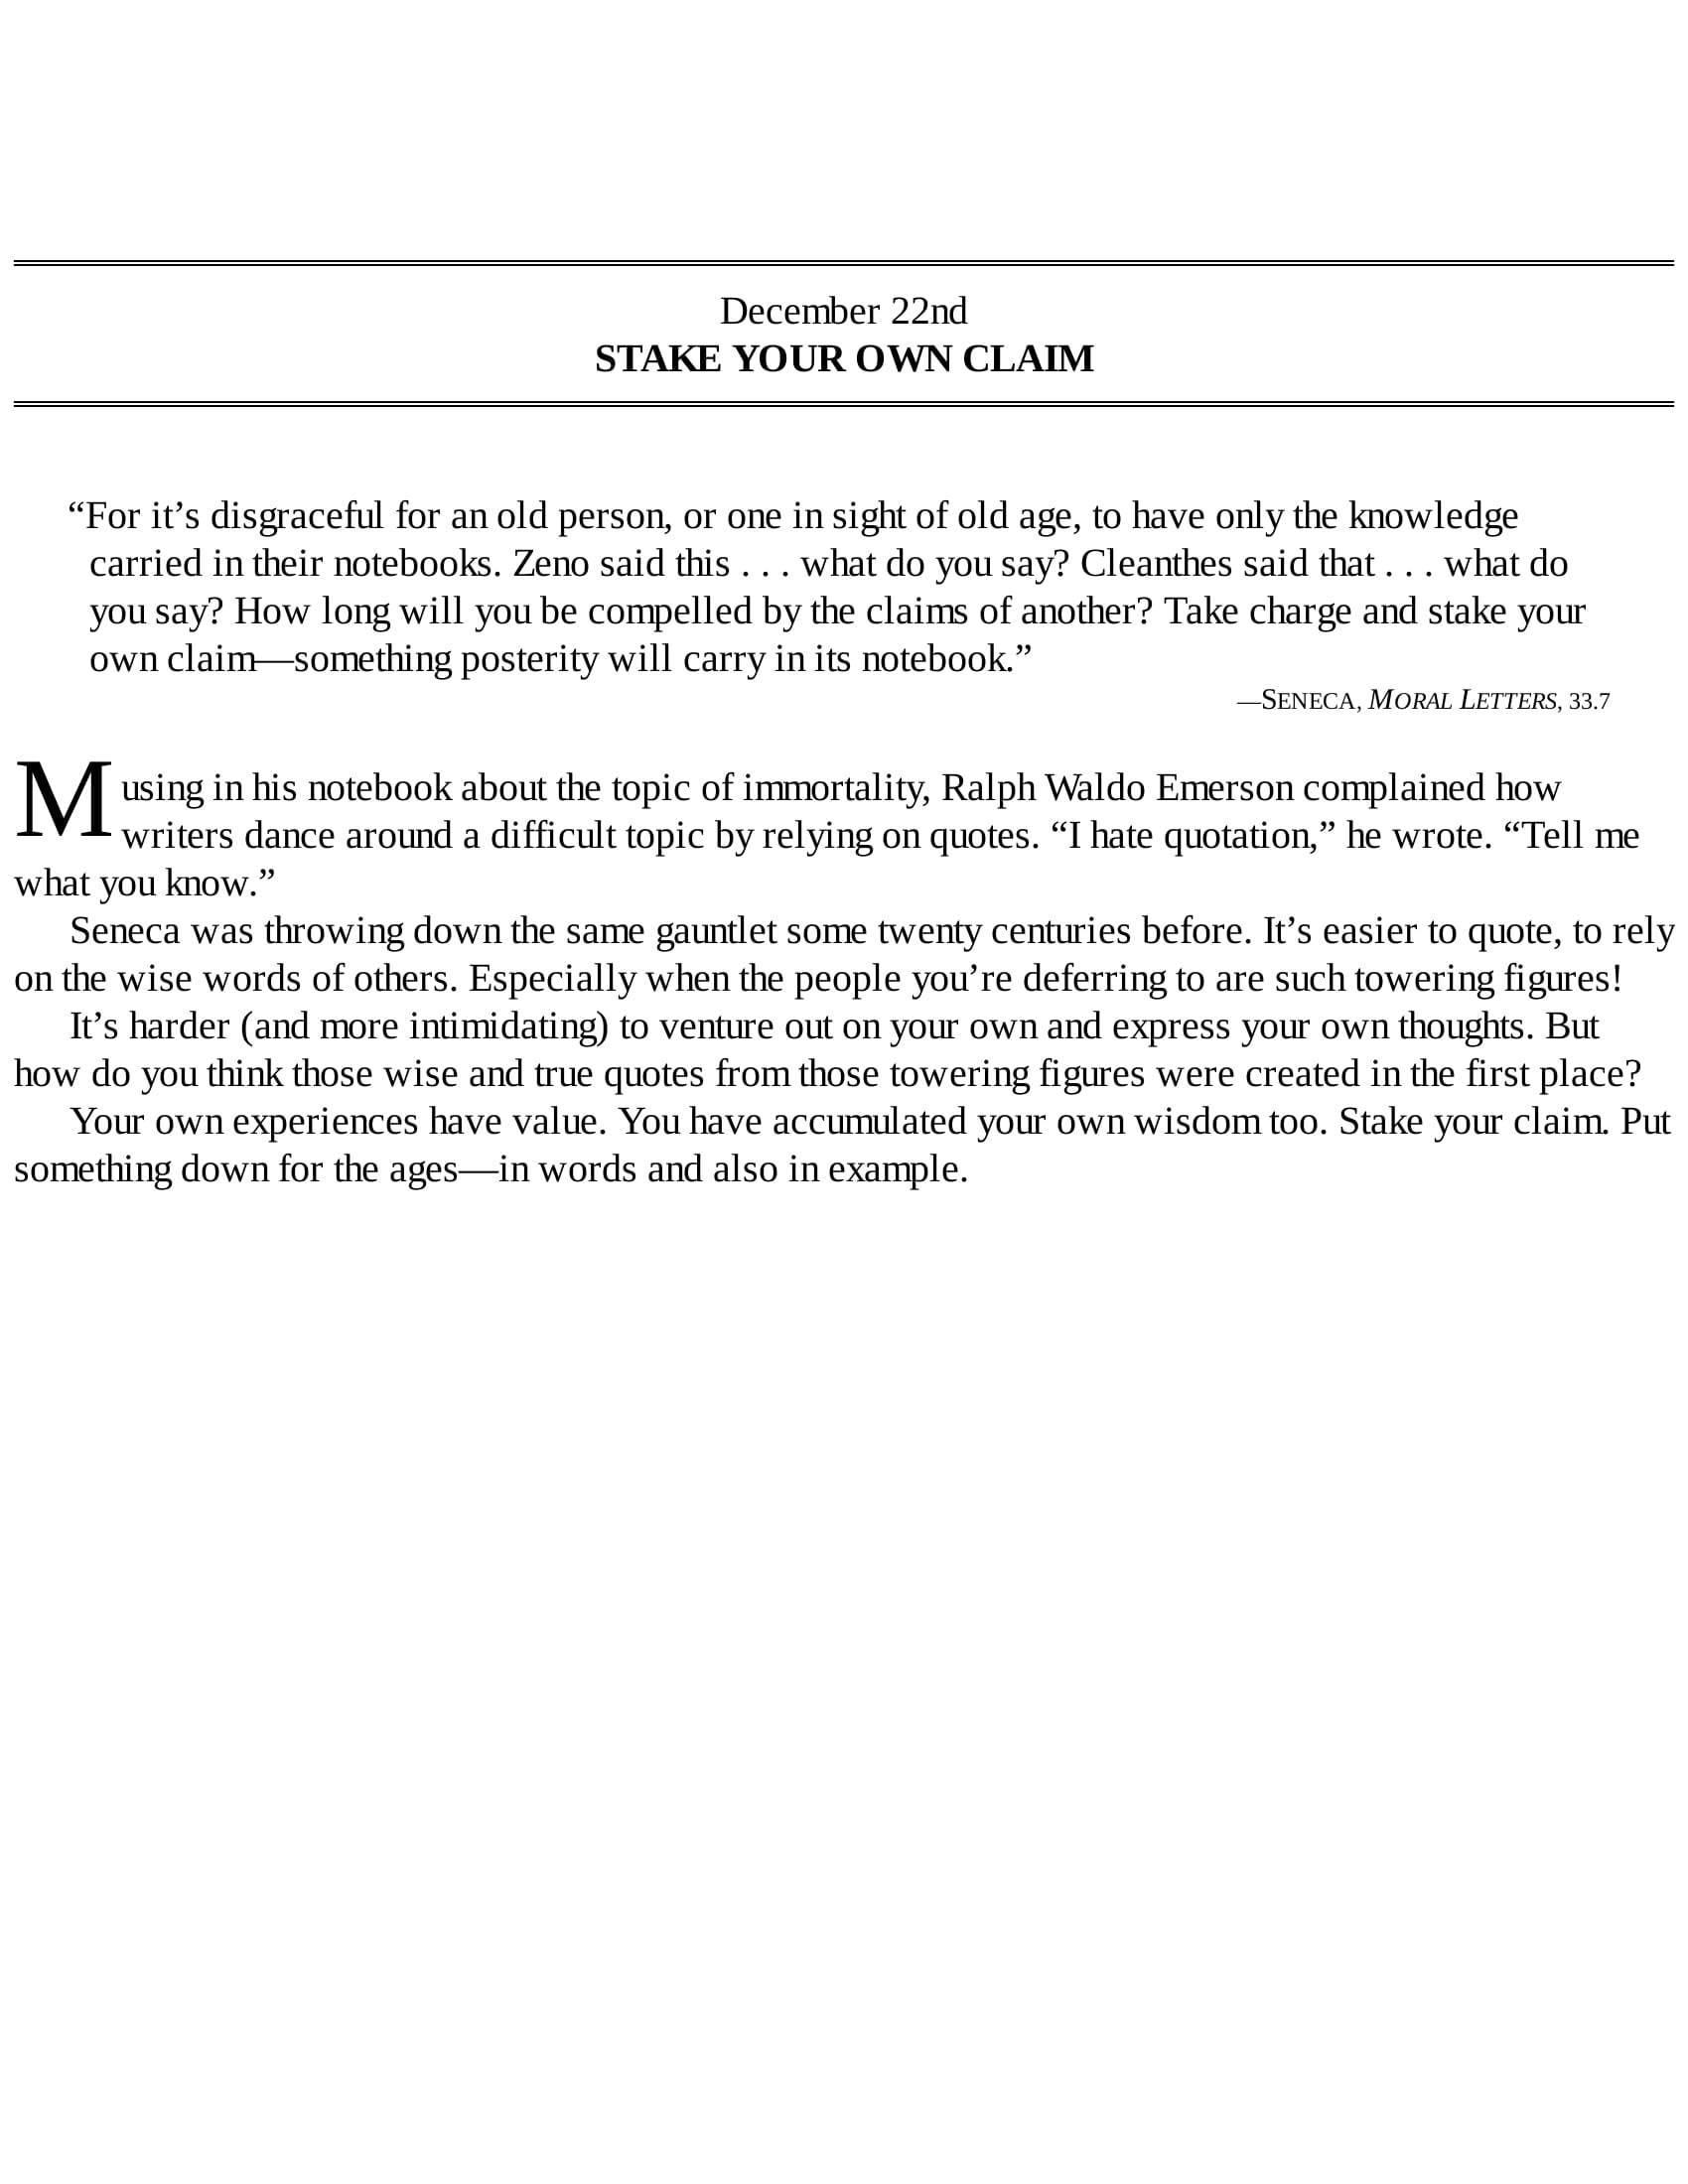 December 22nd
STAKE YOUR OWN CLAIM
“For it’s disgraceful for an old person, or one in sight of old age, to have only the knowledge
carried in their notebooks. Zeno said this . . . what do you say? Cleanthes said that . . . what do
you say? How long will you be compelled by the claims of another? Take charge and stake your
own claim—something posterity will carry in its notebook.”
—SENECA, MORAL LETTERS, 33.7
Musing in his notebook about the topic of immortality, Ralph Waldo Emerson complained how
writers dance around a difficult topic by relying on quotes. “I hate quotation,” he wrote. “Tell me
what you know.”
Seneca was throwing down the same gauntlet some twenty centuries before. It’s easier to quote, to rely
on the wise words of others. Especially when the people you’re deferring to are such towering figures!
It’s harder (and more intimidating) to venture out on your own and express your own thoughts. But
how do you think those wise and true quotes from those towering figures were created in the first place?
Your own experiences have value. You have accumulated your own wisdom too. Stake your claim. Put
something down for the ages—in words and also in example.